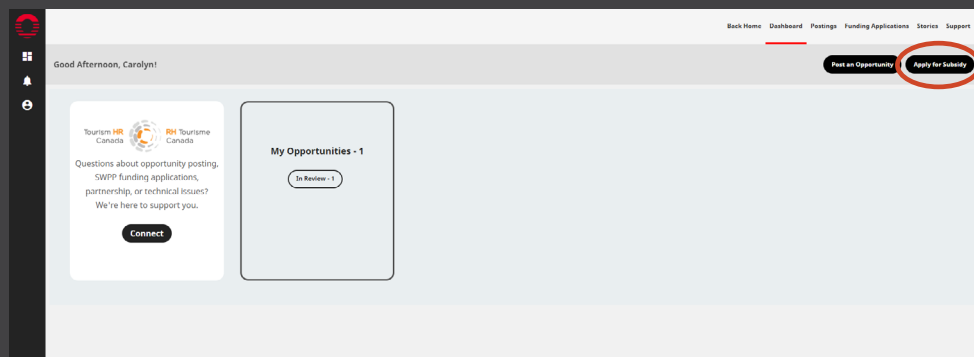 Back Home Dashboard Postings Funding Applications Stories Support
Good Afternoon, Carolyn!
Post an Opportunity
Apply for Subsidy
Tourism HR RH Tourisme
Canada Canada
Questions about opportunity posting,
SWPP funding applications,
partnership, or technical issues?
We're here to support you.
Connect
My Opportunities - 1
In Review - 1